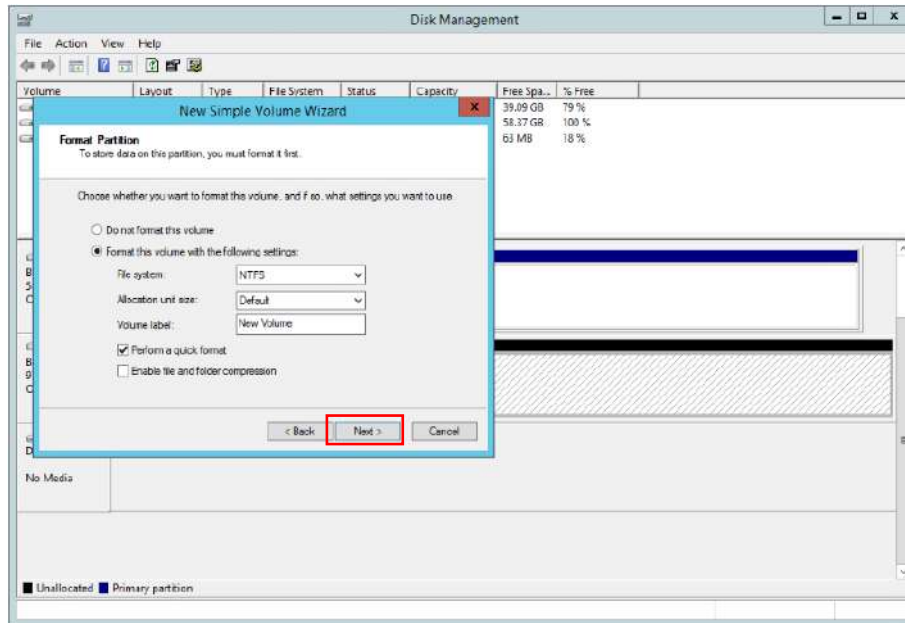 Disk Management
File Action View Help
Volume Layout Type File System Status Capacity Free Spa... % Free
39.09 GB 79 %
58.37 GB 100 %
63 MB 18 %
New Simple Volume Wizard
Format Partition
To store data on this partition, you must format it first.
Choose whether you want to format this volume, and if so, what settings you want to use.
Do not format this volume
Format this volume with the following settings:
File system: NTFS
Allocation unit size: Default
Volume label: New Volume
Perform a quick format
Enable file and folder compression
< Back Next > Cancel
B
5
B
9
D
No Media
Unallocated Primary partition